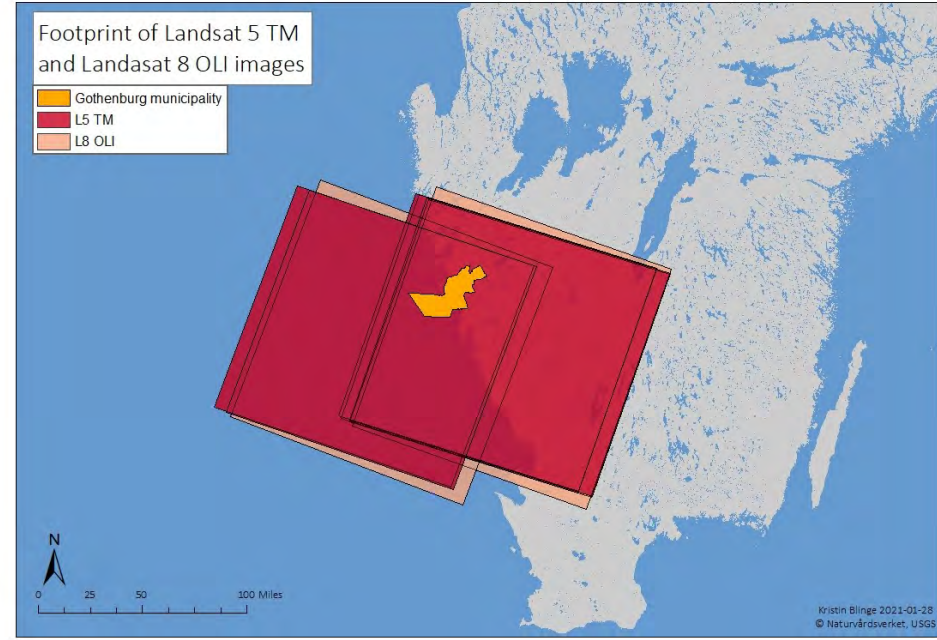 Footprint of Landsat 5 TM
and Landasat 8 OLI images
Gothenburg municipality
L5 TM
L8 OLI
N
0 25 50 100 Miles
Kristin Blinge 2021-01-28
© Naturvårdsverket, USGS